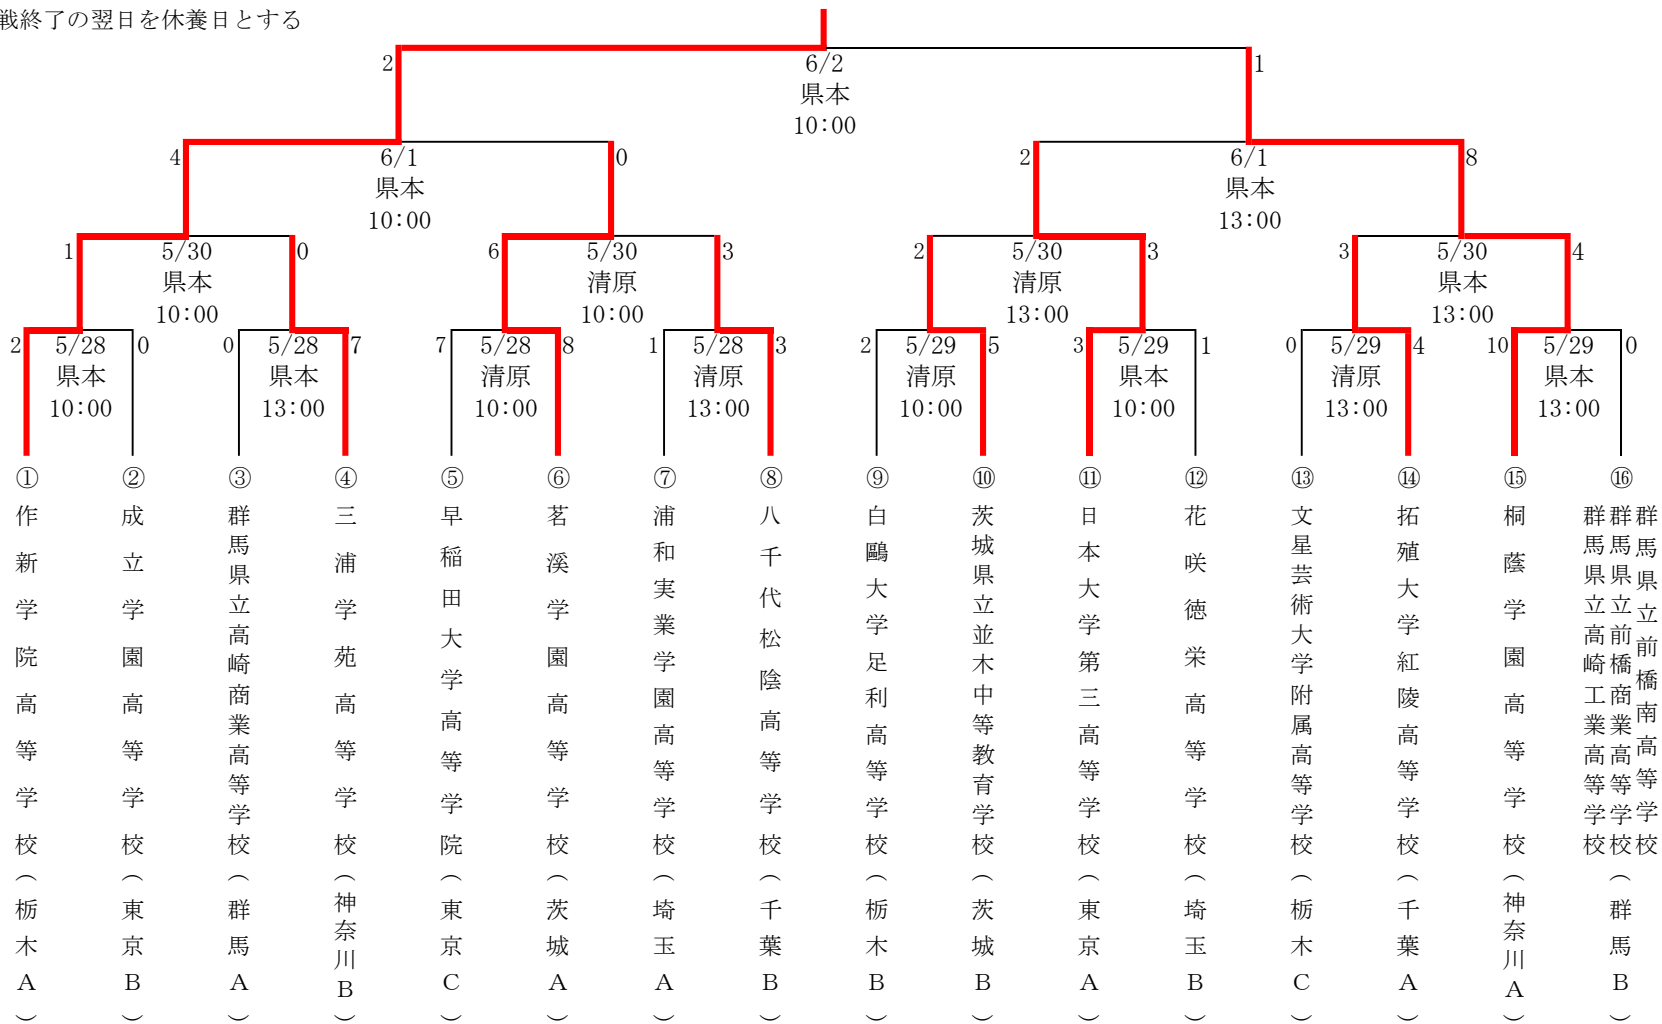 戦終了の翌日を休養日とする
2
6/2
県本
10:00
1
4
6/1
県本
10:00
0
2
6/1
県本
13:00
8
1
5/30
県本
10:00
0
6
5/30
清原
10:00
3
2
5/30
清原
13:00
3
3
5/30
県本
13:00
4
2
5/28
県本
10:00
0
0
5/28
県本
13:00
7
7
5/28
清原
10:00
8
1
5/28
清原
13:00
3
2
5/29
清原
10:00
5
3
5/29
県本
10:00
1
0
5/29
清原
13:00
4
10
5/29
県本
13:00
0
①
作新学院高等学校(栃木A)
②
成立学園高等学校(東京B)
③
群馬県立高崎商業高等学校(群馬A)
④
三浦学苑高等学校(神奈川B)
⑤
早稲田大学高等学院(東京C)
⑥
茗溪学園高等学校(茨城A)
⑦
浦和実業学園高等学校(埼玉A)
⑧
八千代松陰高等学校(千葉B)
⑨
白鷗大学足利高等学校(栃木B)
⑩
茨城県立並木中等教育学校(茨城B)
⑪
日本大学第三高等学校(東京A)
⑫
花咲徳栄高等学校(埼玉B)
⑬
文星芸術大学附属高等学校(栃木C)
⑭
拓殖大学紅陵高等学校(千葉A)
⑮
桐蔭学園高等学校(神奈川A)
⑯
群馬県立前橋南高等学校
群馬県立前橋商業高等学校(群馬B)
群馬県立高崎工業高等学校